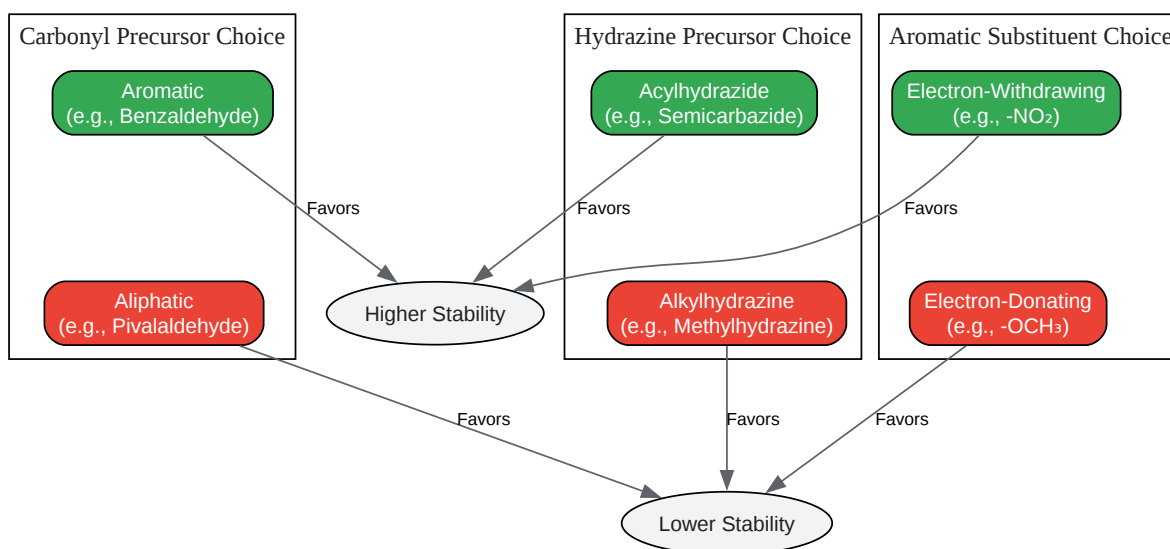 Carbonyl Precursor Choice
Hydrazine Precursor Choice
Aromatic Substituent Choice
Aromatic
(e.g., Benzaldehyde)
Acylhydrazide
(e.g., Semicarbazide)
Electron-Withdrawing
(e.g., -NO₂)
Favors
Favors
Favors
Aliphatic
(e.g., Pivalaldehyde)
Higher Stability
Alkylhydrazine
(e.g., Methylhydrazine)
Electron-Donating
(e.g., -OCH₃)
Favors
Favors
Favors
Lower Stability